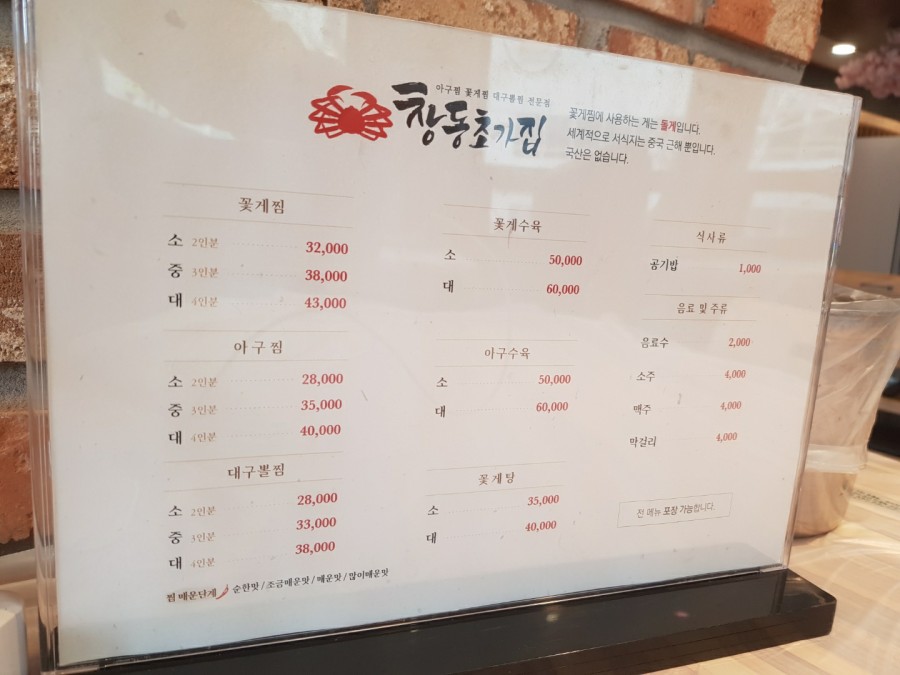 아구찜 꽃게찜 대구뽈찜 전문점
창동초가집
꽃게찜에 사용하는 게는 돌게입니다.
세계적으로 서식지는 중국 근해 뿐입니다.
국산은 없습니다.
꽃게찜
소 2인분 32,000
중 3인분 38,000
대 4인분 43,000
아구찜
소 2인분 28,000
중 3인분 35,000
대 4인분 40,000
대구뽈찜
소 2인분 28,000
중 3인분 33,000
대 4인분 38,000
찜 매운단계 순한맛 / 조금매운맛 / 매운맛 / 많이매운맛
꽃게수육
소 50,000
대 60,000
아구수육
소 50,000
대 60,000
꽃게탕
소 35,000
대 40,000
식사류
공기밥 1,000
음료 및 주류
음료수 2,000
소주 4,000
맥주 4,000
막걸리 4,000
전 메뉴 포장 가능합니다.